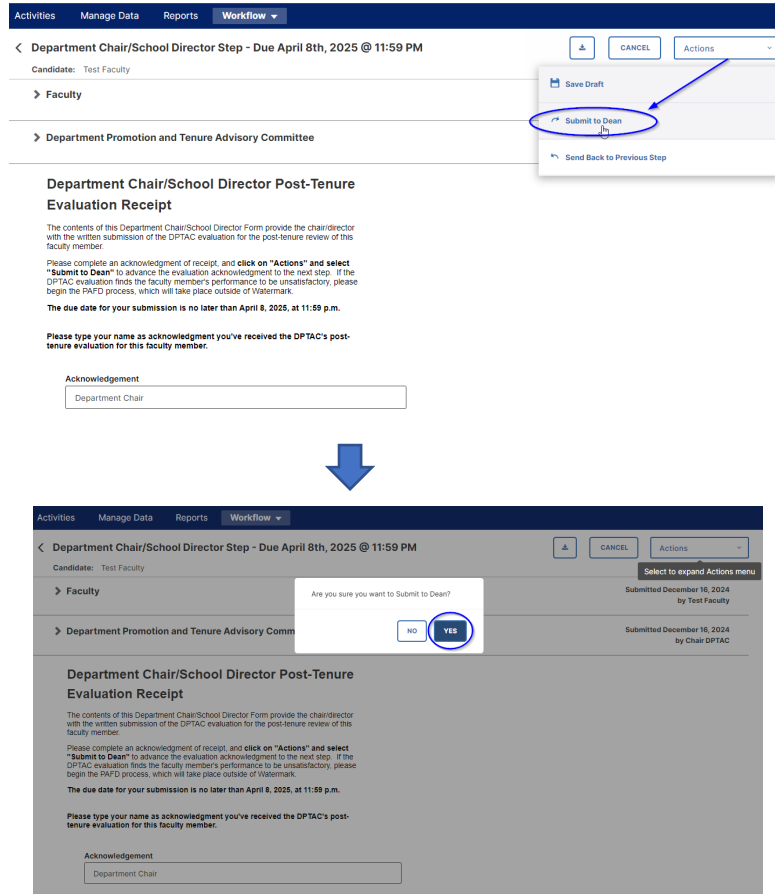 Activities Manage Data Reports Workflow
Department Chair/School Director Step - Due April 8th, 2025 @ 11:59 PM
CANCEL Actions
Candidate: Test Faculty
Save Draft
Faculty
Submit to Dean
Department Promotion and Tenure Advisory Committee
Send Back to Previous Step
Department Chair/School Director Post-Tenure
Evaluation Receipt
The contents of this Department Chair/School Director Form provide the chair/director
with the written submission of the DPTAC evaluation for the post-tenure review of this
faculty member.
Please complete an acknowledgment of receipt, and click on "Actions" and select
"Submit to Dean" to advance the evaluation acknowledgment to the next step. If the
DPTAC evaluation finds the faculty member's performance to be unsatisfactory, please
begin the PAFD process, which will take place outside of Watermark.
The due date for your submission is no later than April 8, 2025, at 11:59 p.m.
Please type your name as acknowledgment you've received the DPTAC's post-
tenure evaluation for this faculty member.
Acknowledgement
Department Chair
Activities Manage Data Reports Workflow
Department Chair/School Director Step - Due April 8th, 2025 @ 11:59 PM
CANCEL Actions
Candidate: Test Faculty
Select to expand Actions menu
Faculty
Are you sure you want to Submit to Dean?
Submitted December 16, 2024
by Test Faculty
NO YES
Department Promotion and Tenure Advisory Comm
Submitted December 16, 2024
by Chair DPTAC
Department Chair/School Director Post-Tenure
Evaluation Receipt
The contents of this Department Chair/School Director Form provide the chair/director
with the written submission of the DPTAC evaluation for the post-tenure review of this
faculty member.
Please complete an acknowledgment of receipt, and click on "Actions" and select
"Submit to Dean" to advance the evaluation acknowledgment to the next step. If the
DPTAC evaluation finds the faculty member's performance to be unsatisfactory, please
begin the PAFD process, which will take place outside of Watermark.
The due date for your submission is no later than April 8, 2025, at 11:59 p.m.
Please type your name as acknowledgment you've received the DPTAC's post-
tenure evaluation for this faculty member.
Acknowledgement
Department Chair